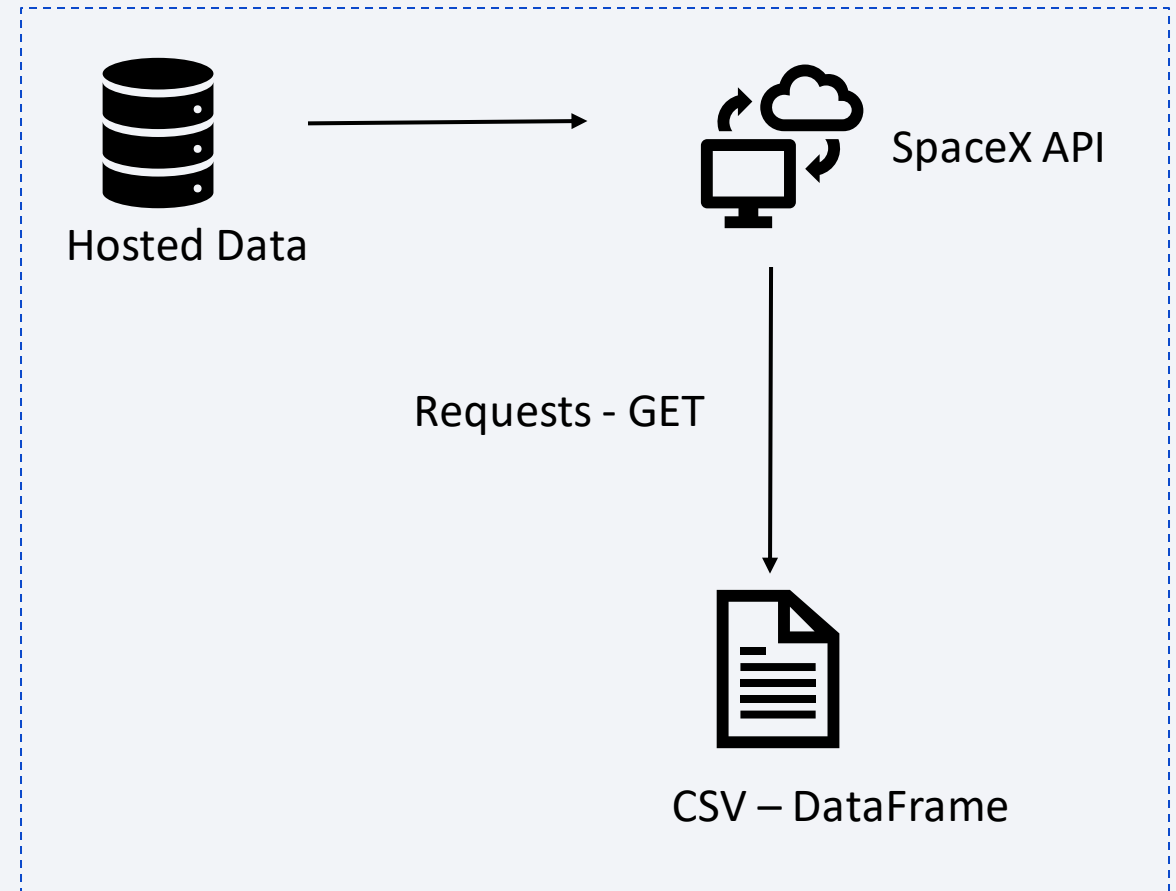 SpaceX API
Hosted Data
Requests - GET
CSV – DataFrame